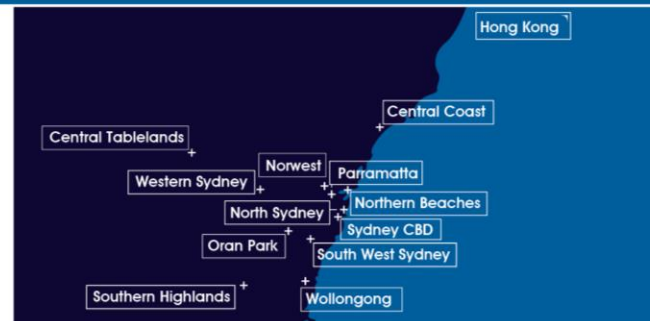 Hong Kong
Central Coast
Central Tablelands
Norwest
Parramatta
Western Sydney
Northern Beaches
North Sydney
Sydney CBD
Oran Park
South West Sydney
Southern Highlands
Wollongong